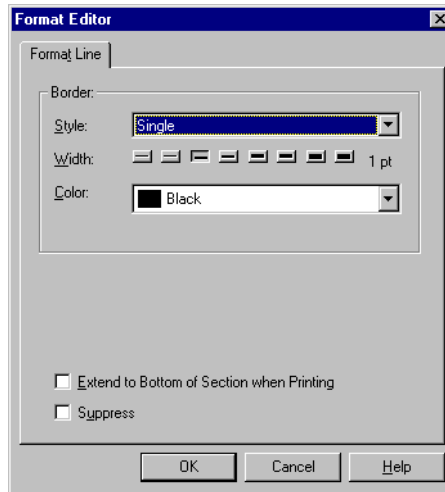 Format Editor
Format Line
Border:
Style: Single
Width: 1 pt
Color: Black
Extend to Bottom of Section when Printing
Suppress
OK Cancel Help